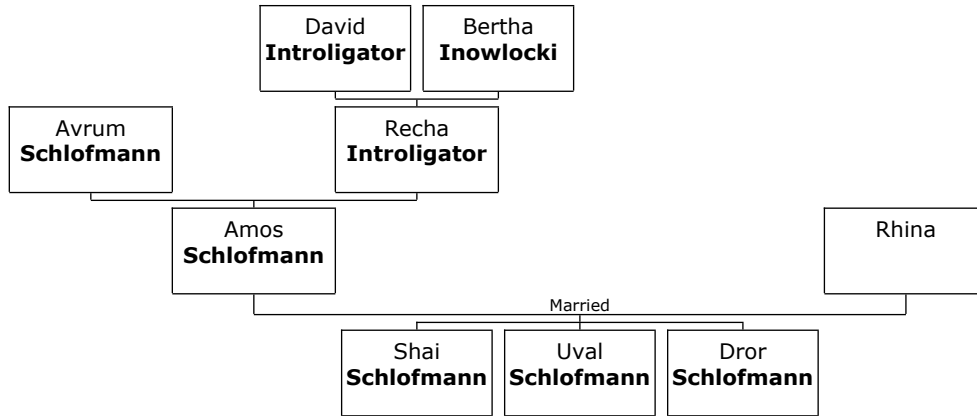 David
Introligator
Bertha
Inowlocki
Avrum
Schlofmann
Recha
Introligator
Amos
Schlofmann
Rhina
Married
Shai
Schlofmann
Uval
Schlofmann
Dror
Schlofmann